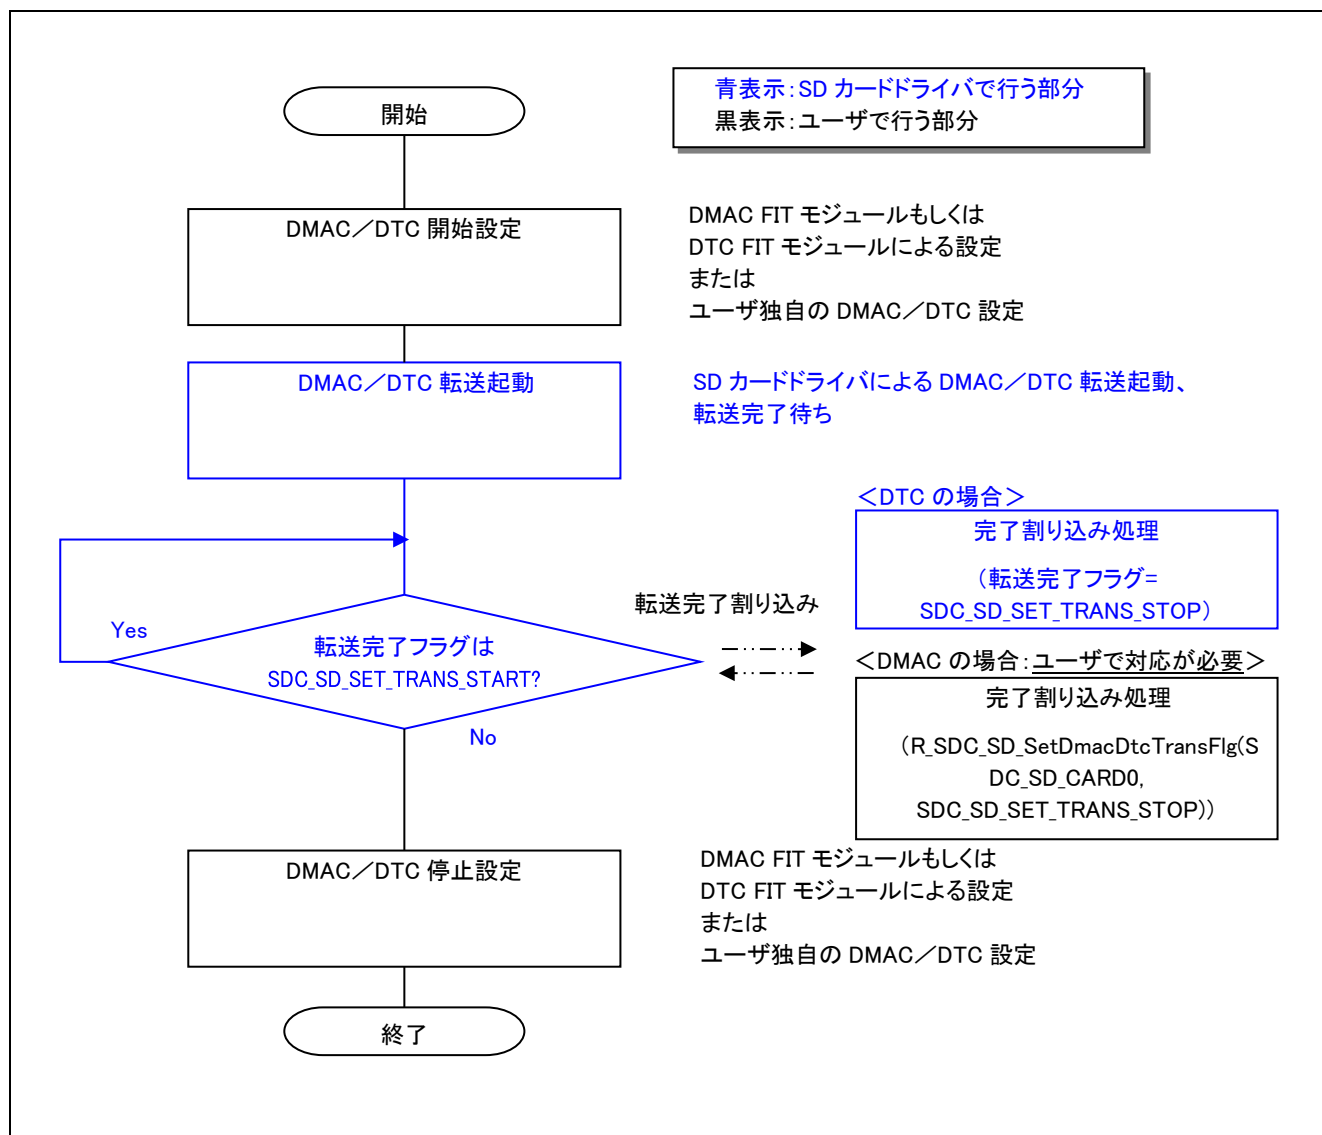 青表示：SD カードドライバで行う部分
黒表示：ユーザで行う部分
開始
DMAC／DTC 開始設定
DMAC FIT モジュールもしくは
DTC FIT モジュールによる設定
または
ユーザ独自の DMAC／DTC 設定
DMAC／DTC 転送起動
SD カードドライバによる DMAC／DTC 転送起動、
転送完了待ち
＜DTC の場合＞
完了割り込み処理
（転送完了フラグ=
SDC_SD_SET_TRANS_STOP）
転送完了割り込み
Yes
転送完了フラグは
SDC_SD_SET_TRANS_START?
No
＜DMAC の場合：ユーザで対応が必要＞
完了割り込み処理
（R_SDC_SD_SetDmacDtcTransFlg(S
DC_SD_CARD0,
SDC_SD_SET_TRANS_STOP)）
DMAC／DTC 停止設定
DMAC FIT モジュールもしくは
DTC FIT モジュールによる設定
または
ユーザ独自の DMAC／DTC 設定
終了